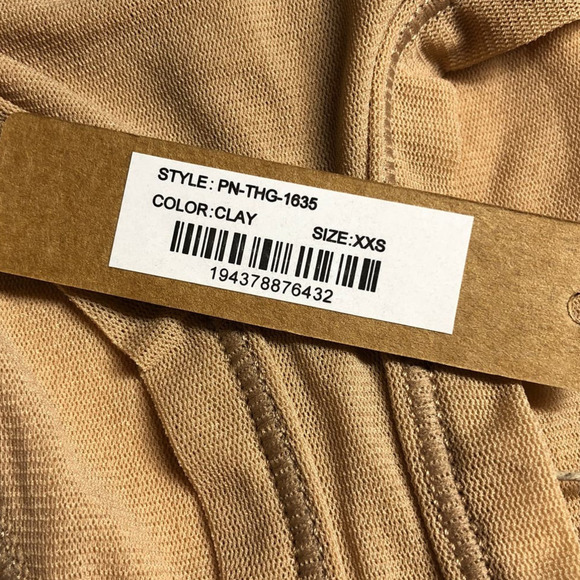 STYLE: PN-THG-1635
COLOR:CLAY SIZE:XXS
194378876432